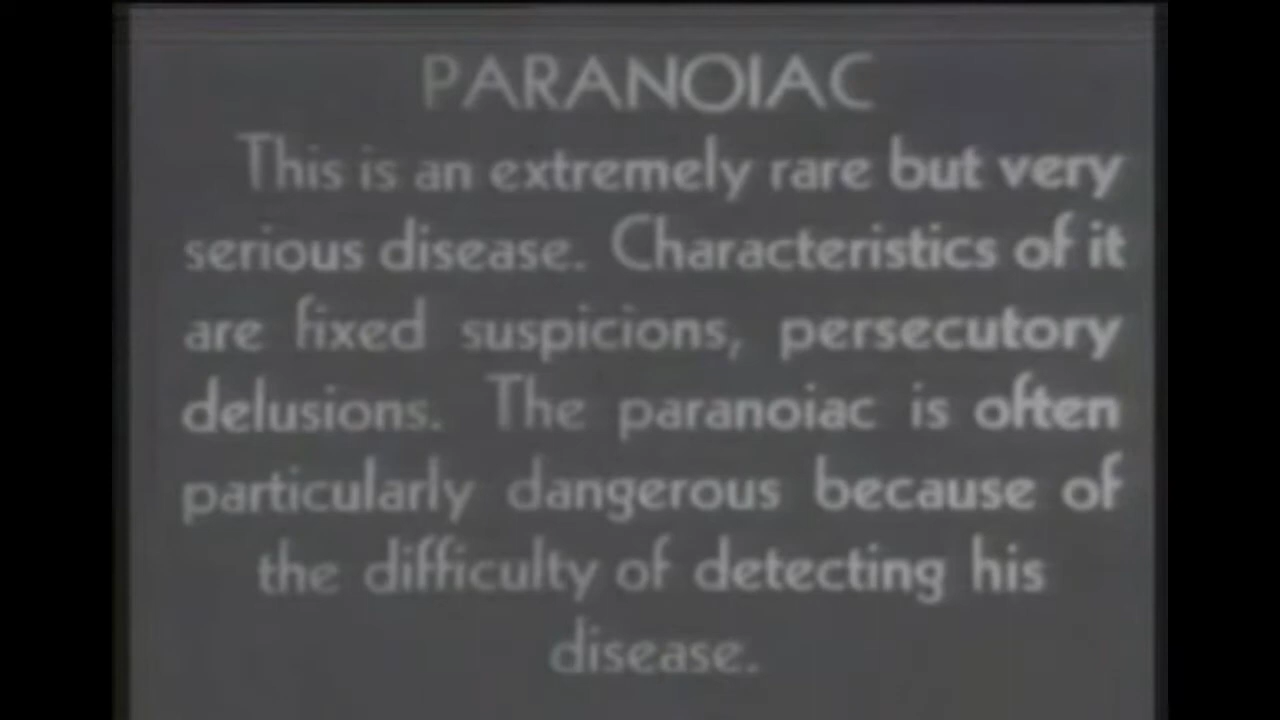 PARANOIAC
This is an extremely rare but very
serious disease. Characteristics of it
are fixed suspicions, persecutory
delusions. The paranoiac is often
particularly dangerous because of
the difficulty of detecting his
disease.